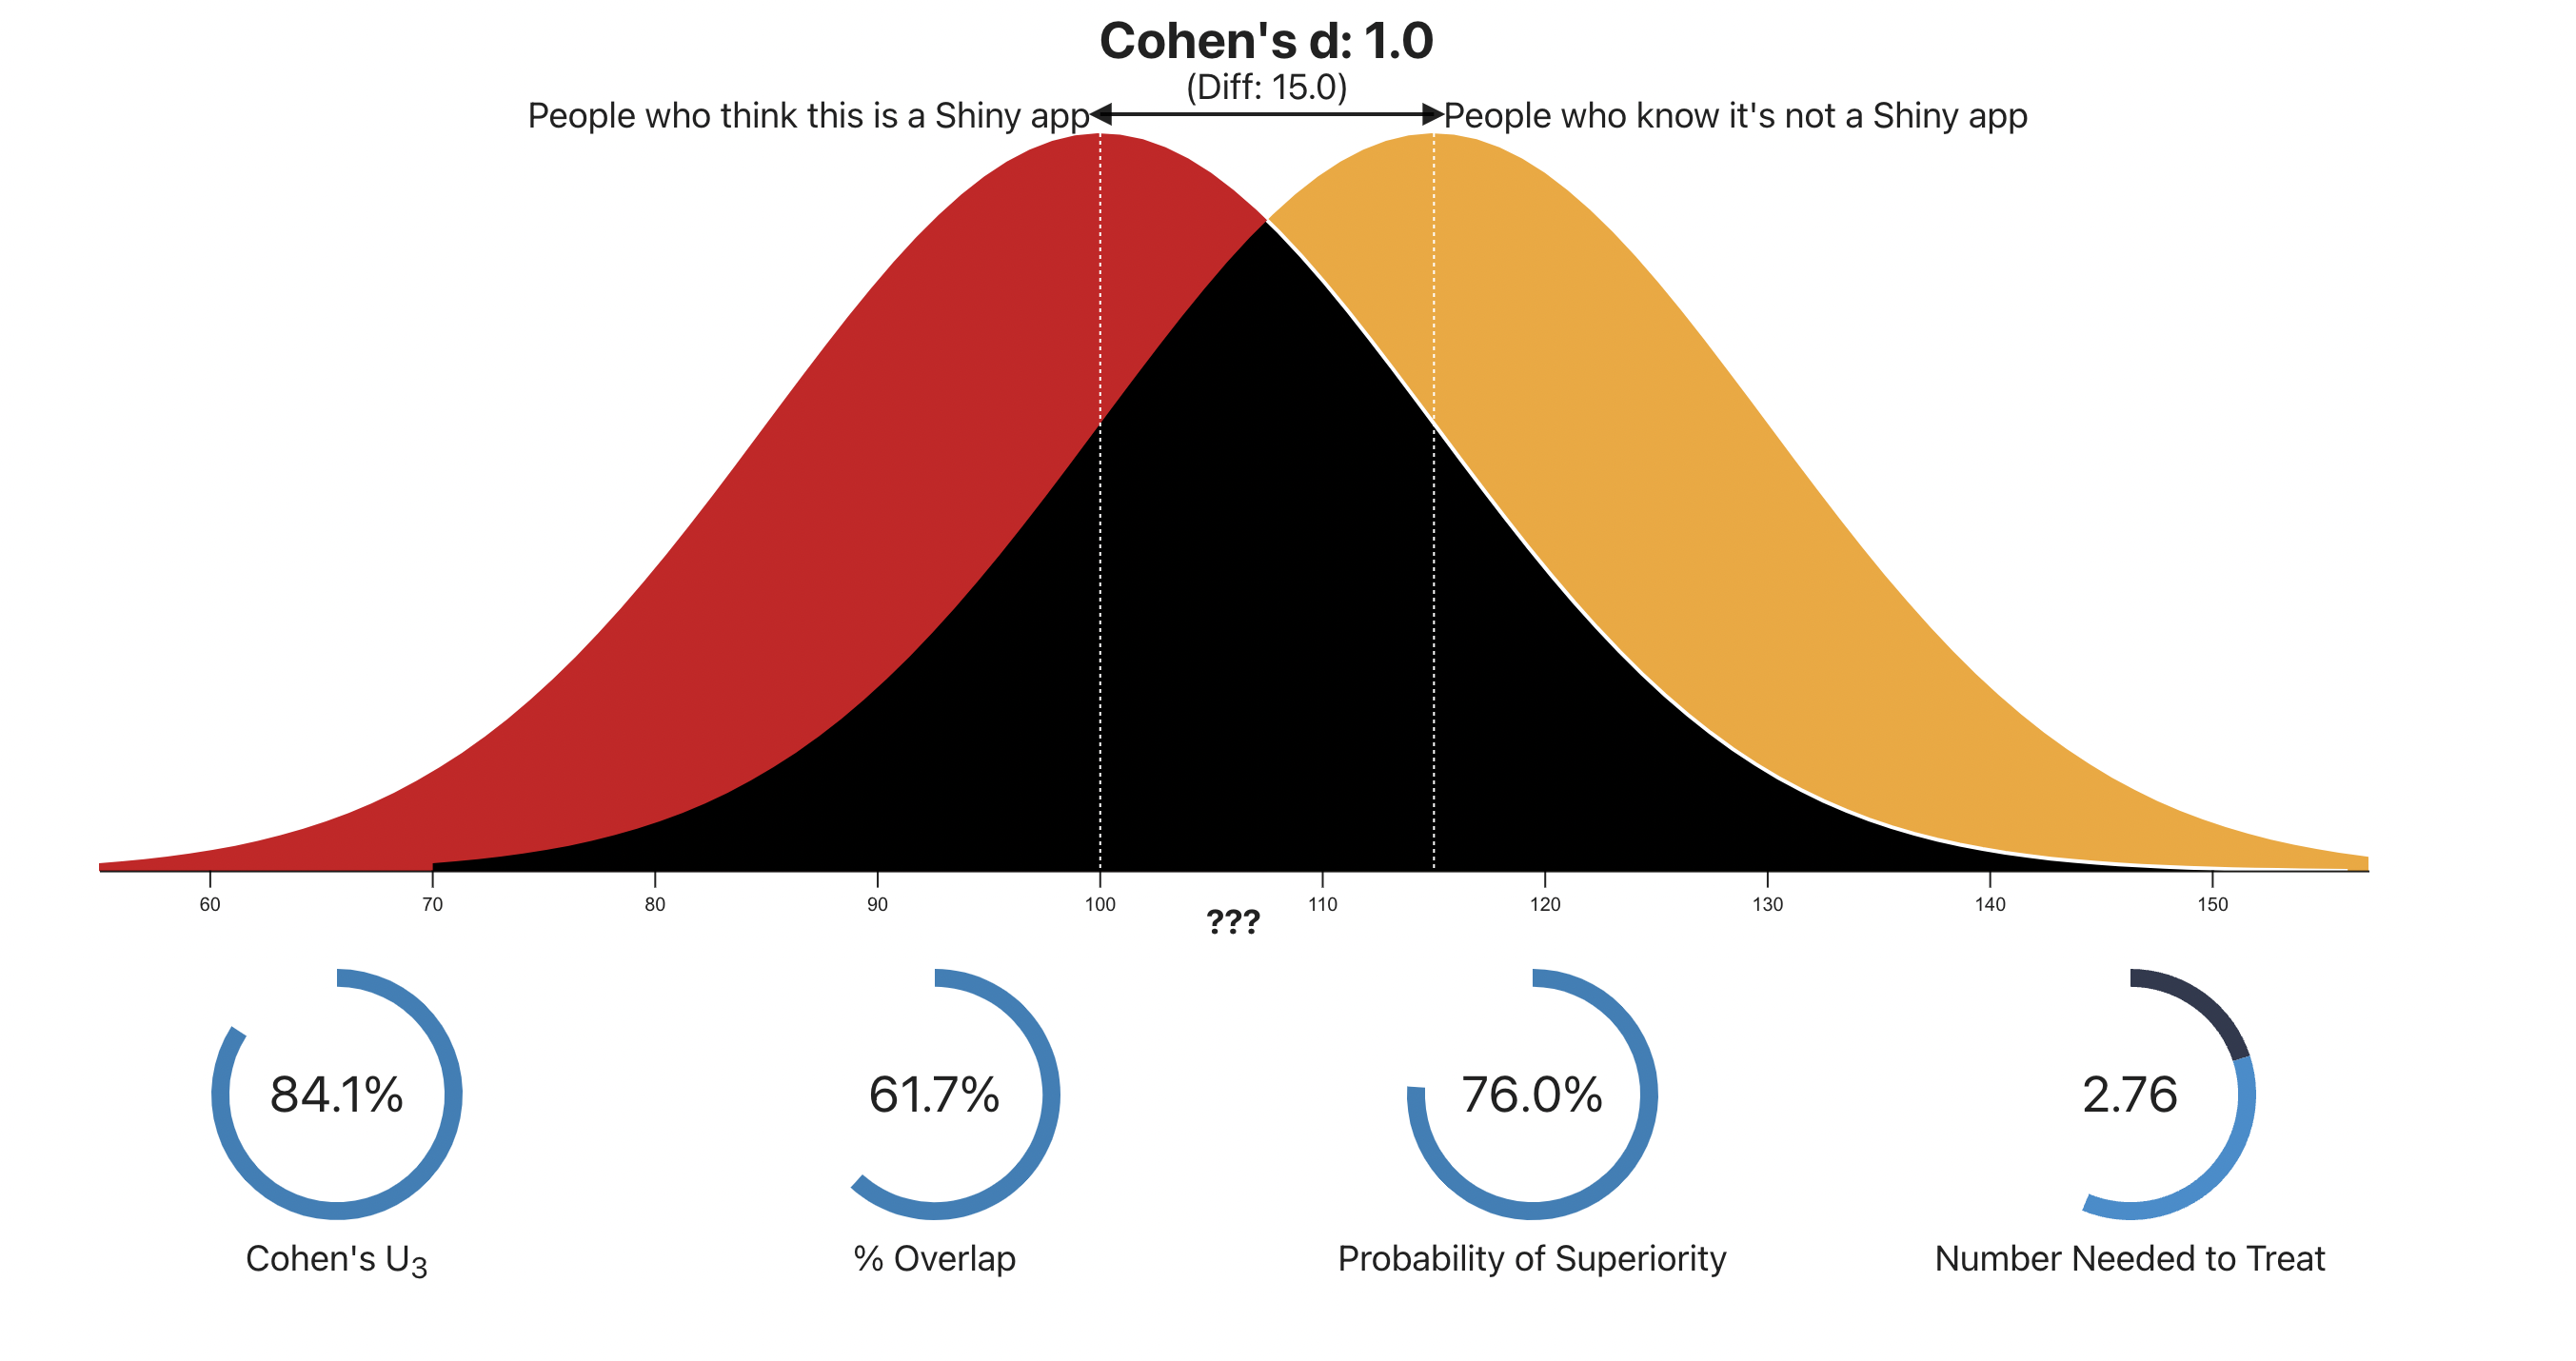 Cohen's d: 1.0
(Diff: 15.0)
People who think this is a Shiny app
People who know it's not a Shiny app
60 70 80 90 100 110 120 130 140 150
???
84.1% 61.7% 76.0% 2.76
Cohen's U₃ % Overlap Probability of Superiority Number Needed to Treat